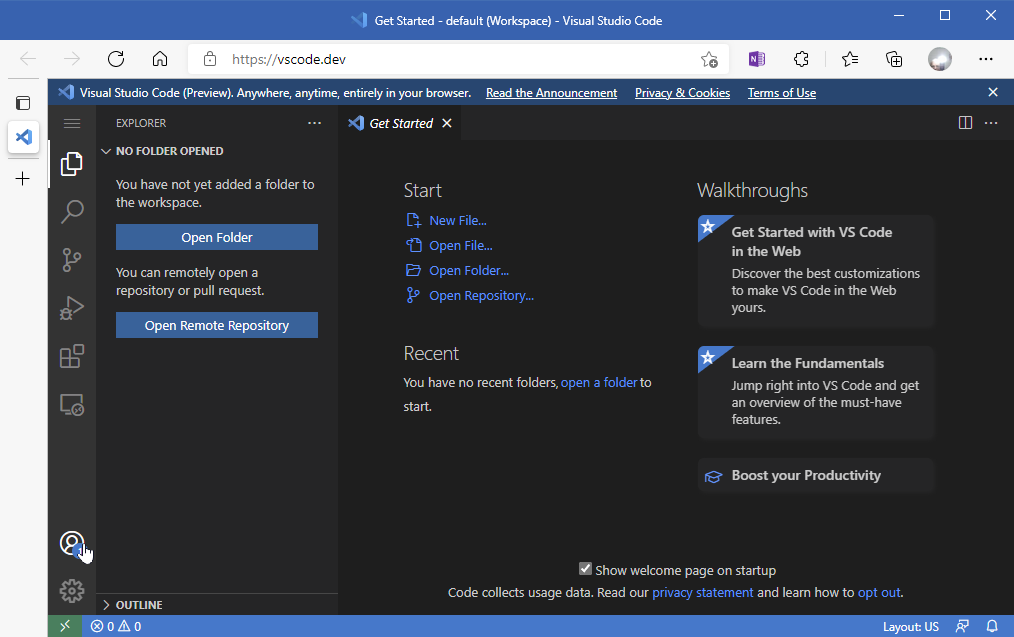 Get Started - default (Workspace) - Visual Studio Code
https://vscode.dev
Visual Studio Code (Preview). Anywhere, anytime, entirely in your browser. Read the Announcement Privacy & Cookies Terms of Use
EXPLORER
NO FOLDER OPENED
You have not yet added a folder to
the workspace.
Open Folder
You can remotely open a
repository or pull request.
Open Remote Repository
OUTLINE
Get Started
Start
New File...
Open File...
Open Folder...
Open Repository...
Recent
You have no recent folders, open a folder to
start.
Walkthroughs
Get Started with VS Code
in the Web
Discover the best customizations
to make VS Code in the Web
yours.
Learn the Fundamentals
Jump right into VS Code and get
an overview of the must-have
features.
Boost your Productivity
Show welcome page on startup
Code collects usage data. Read our privacy statement and learn how to opt out.
0 0
Layout: US